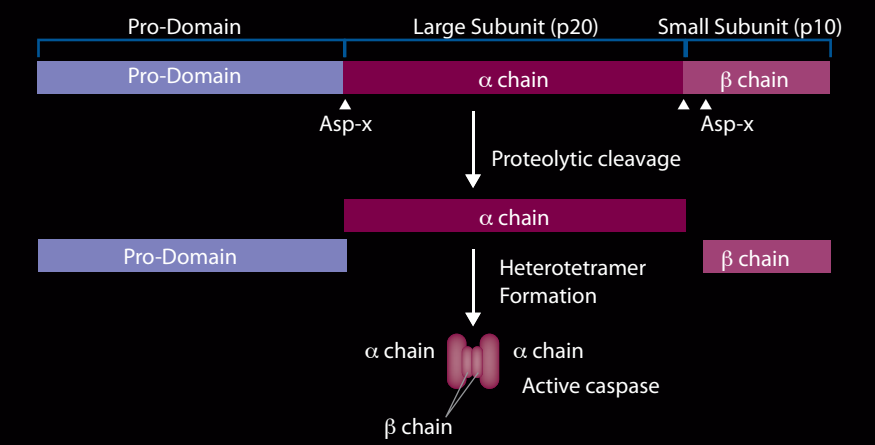 Pro-Domain
Large Subunit (p20)
Small Subunit (p10)
Pro-Domain
α chain
β chain
Asp-x
Asp-x
Proteolytic cleavage
α chain
Pro-Domain
β chain
Heterotetramer
Formation
α chain
α chain
Active caspase
β chain